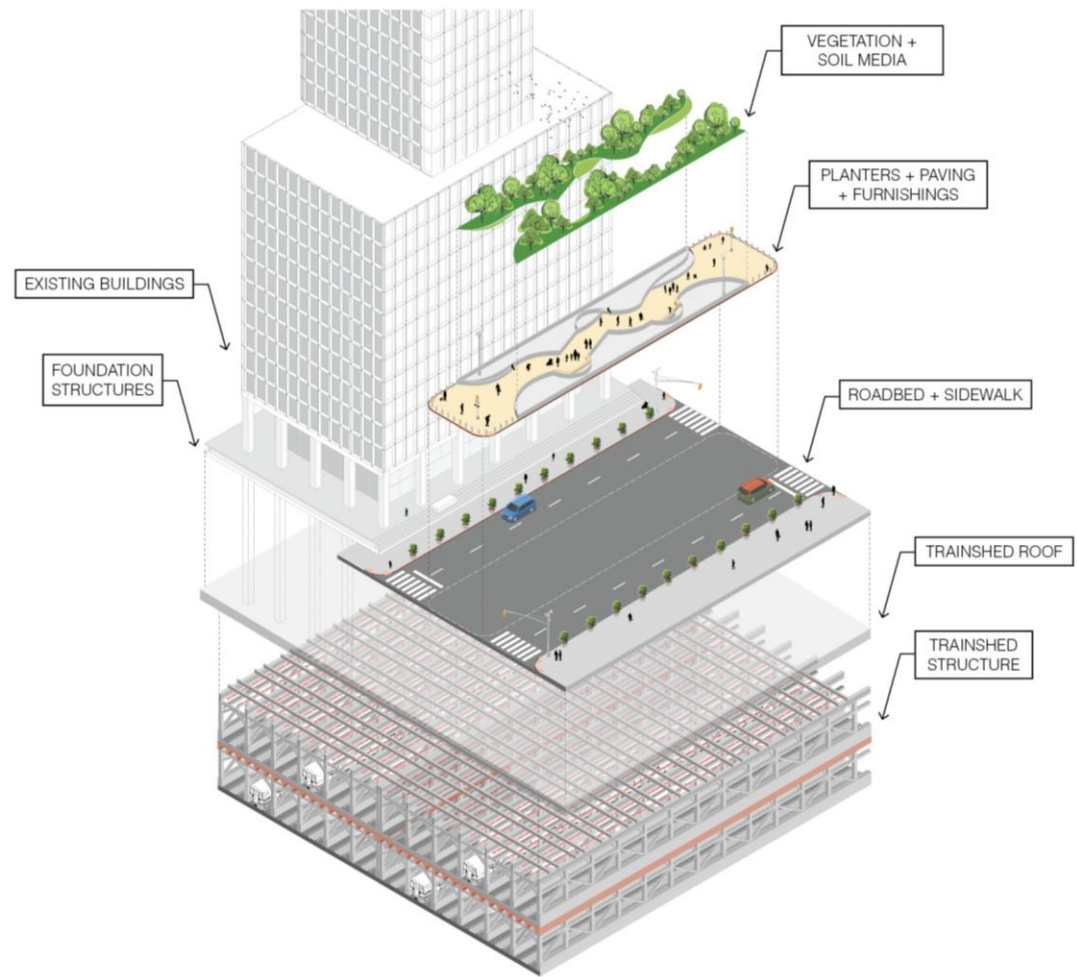 VEGETATION +
SOIL MEDIA
PLANTERS + PAVING
+ FURNISHINGS
EXISTING BUILDINGS
FOUNDATION
STRUCTURES
ROADBED + SIDEWALK
TRAINSHED ROOF
TRAINSHED
STRUCTURE